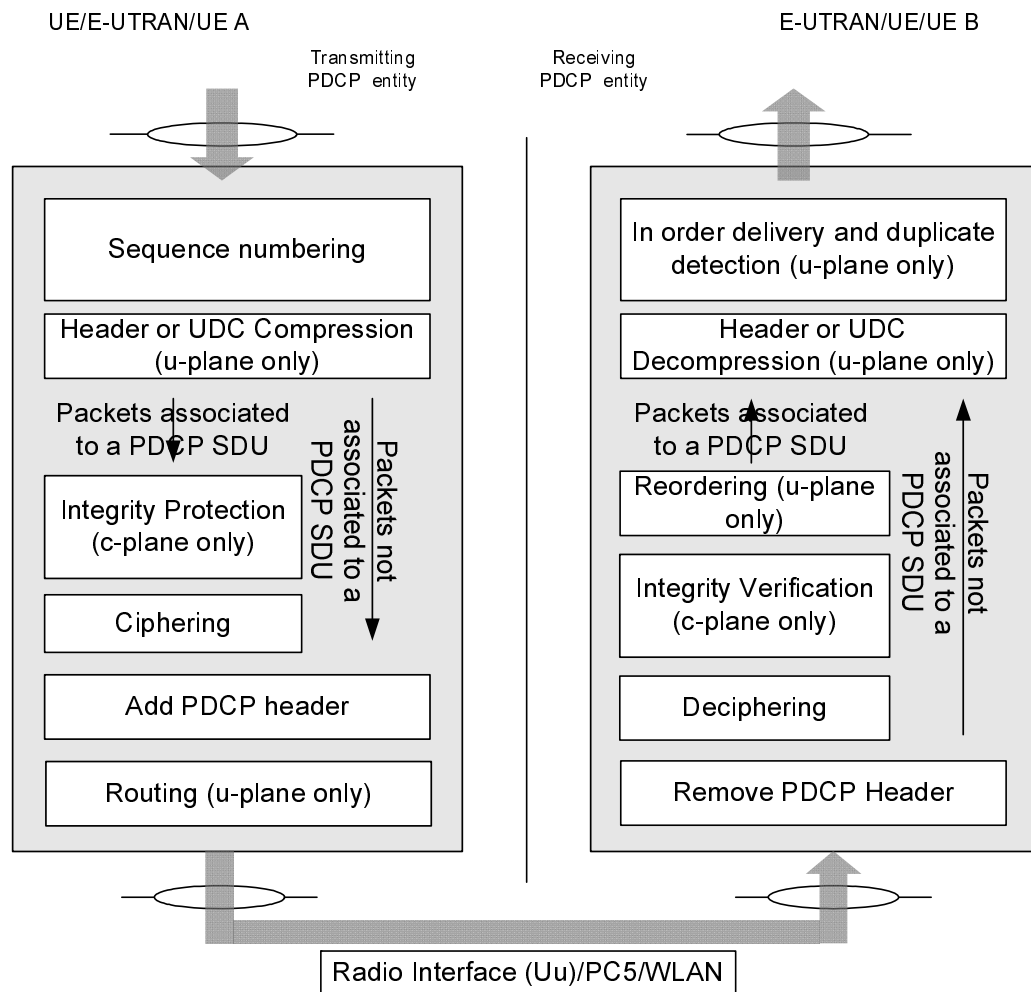 UE/E-UTRAN/UE A
E-UTRAN/UE/UE B
Transmitting
PDCP entity
Receiving
PDCP entity
Sequence numbering
Header or UDC Compression
(u-plane only)
Packets associated
to a PDCP SDU
Packets not
associated to a
PDCP SDU
Integrity Protection
(c-plane only)
Ciphering
Add PDCP header
Routing (u-plane only)
In order delivery and duplicate
detection (u-plane only)
Header or UDC
Decompression (u-plane only)
Packets associated
to a PDCP SDU
Packets not
associated to a
PDCP SDU
Reordering (u-plane
only)
Integrity Verification
(c-plane only)
Deciphering
Remove PDCP Header
Radio Interface (Uu)/PC5/WLAN